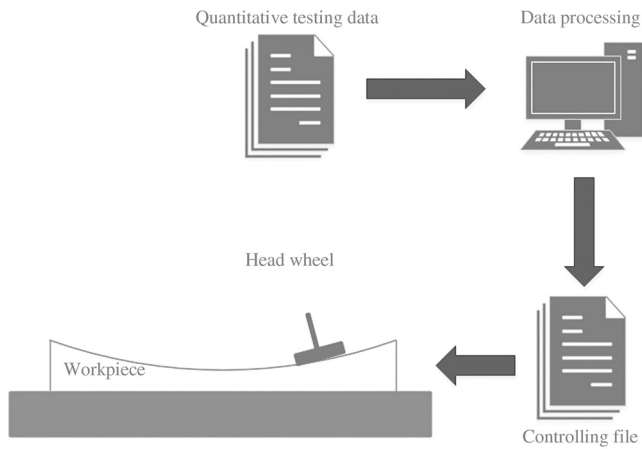 Quantitative testing data
Data processing
Head wheel
Workpiece
Controlling file